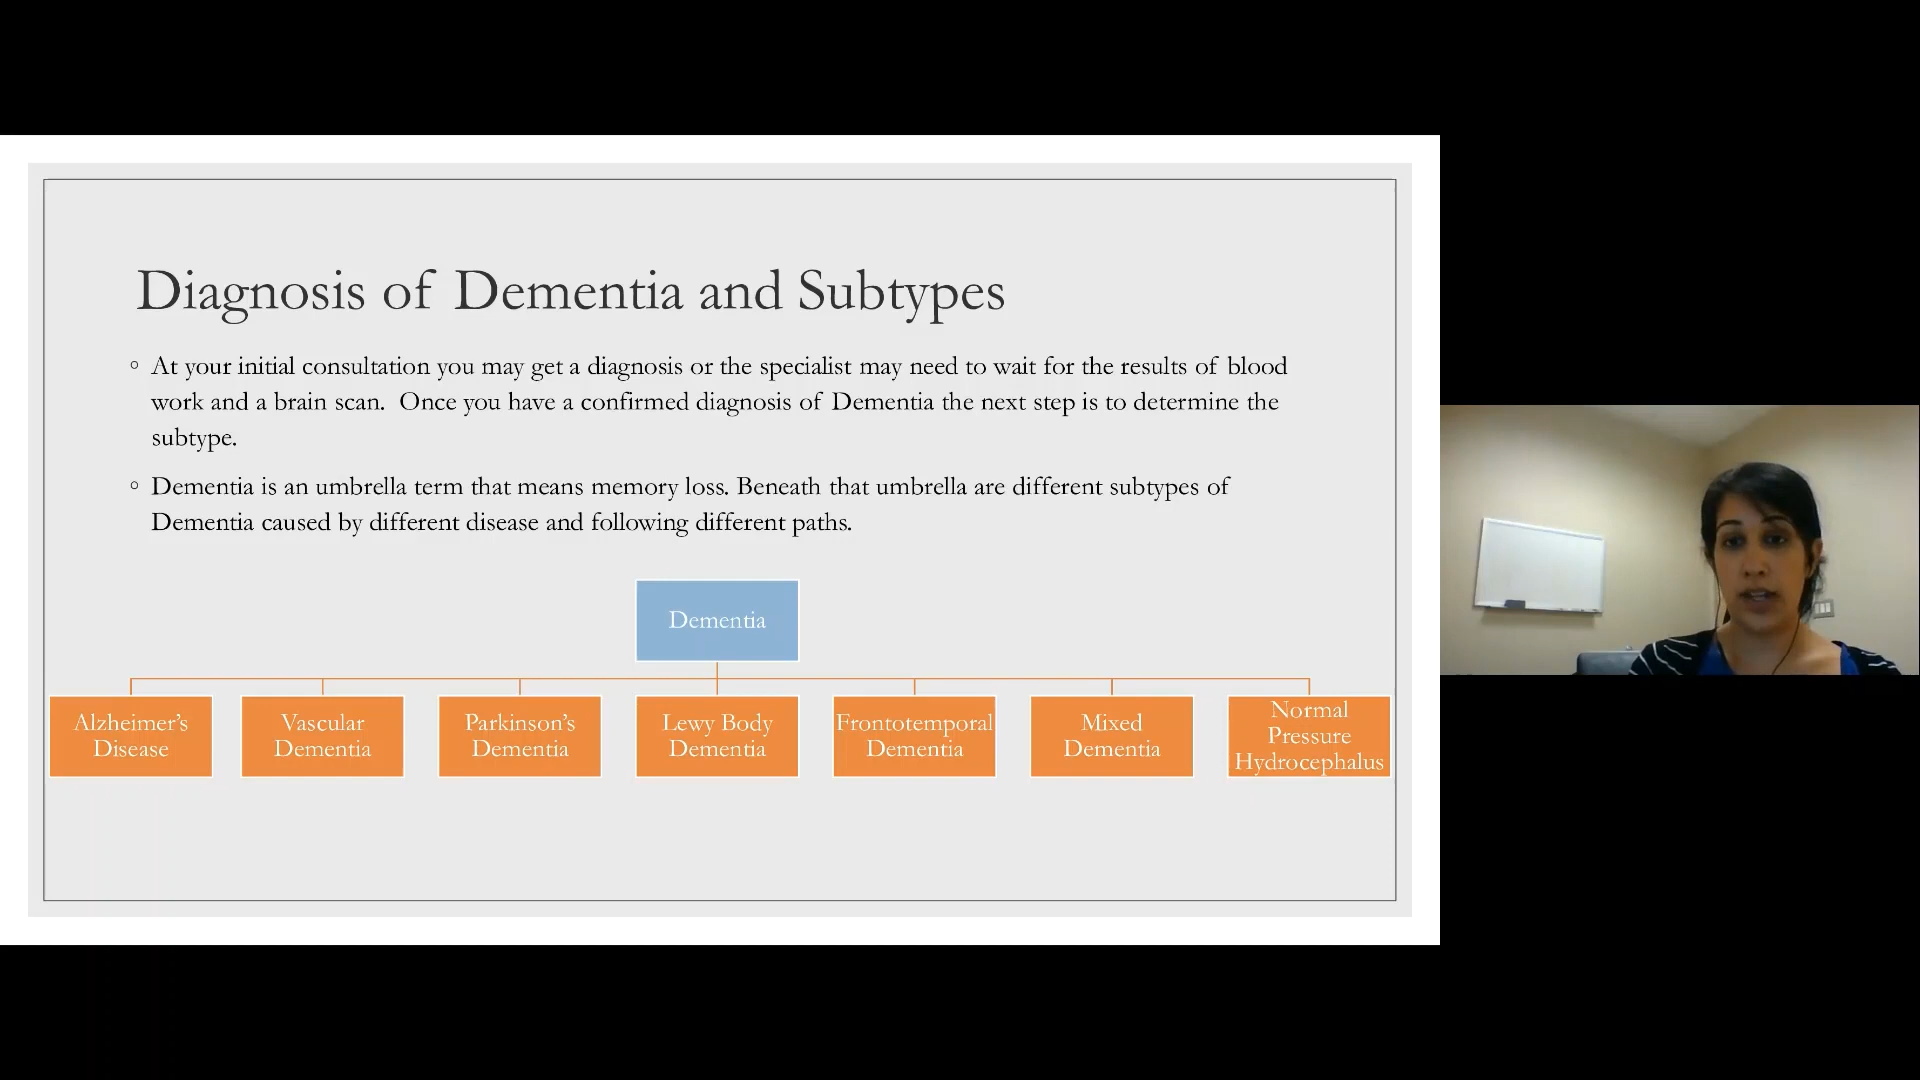 Diagnosis of Dementia and Subtypes
At your initial consultation you may get a diagnosis or the specialist may need to wait for the results of blood
work and a brain scan. Once you have a confirmed diagnosis of Dementia the next step is to determine the
subtype.
Dementia is an umbrella term that means memory loss. Beneath that umbrella are different subtypes of
Dementia caused by different disease and following different paths.
Dementia
Alzheimer's
Disease
Vascular
Dementia
Parkinson's
Dementia
Lewy Body
Dementia
Frontotemporal
Dementia
Mixed
Dementia
Normal
Pressure
Hydrocephalus